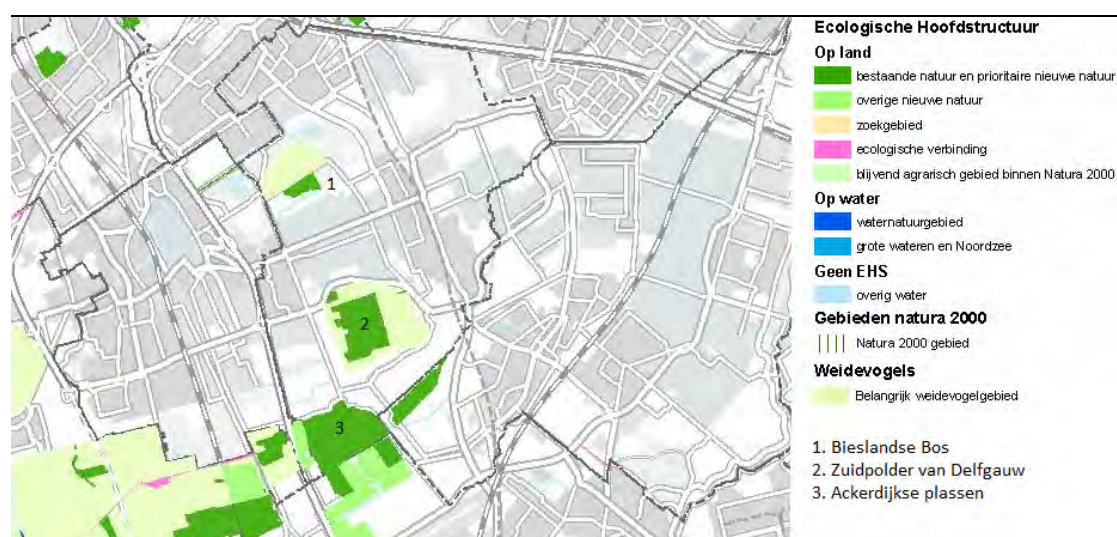 Ecologische Hoofdstructuur
Op land
bestaande natuur en prioritaire nieuwe natuur
overige nieuwe natuur
zoekgebied
ecologische verbinding
blijvend agrarisch gebied binnen Natura 2000
Op water
waternatuurgebied
grote wateren en Noordzee
Geen EHS
overig water
Gebieden natura 2000
Natura 2000 gebied
Weidevogels
Belangrijk weidevogelgebied
1. Bieslandse Bos
2. Zuidpolder van Delfgauw
3. Ackerdijkse plassen
1
2
3